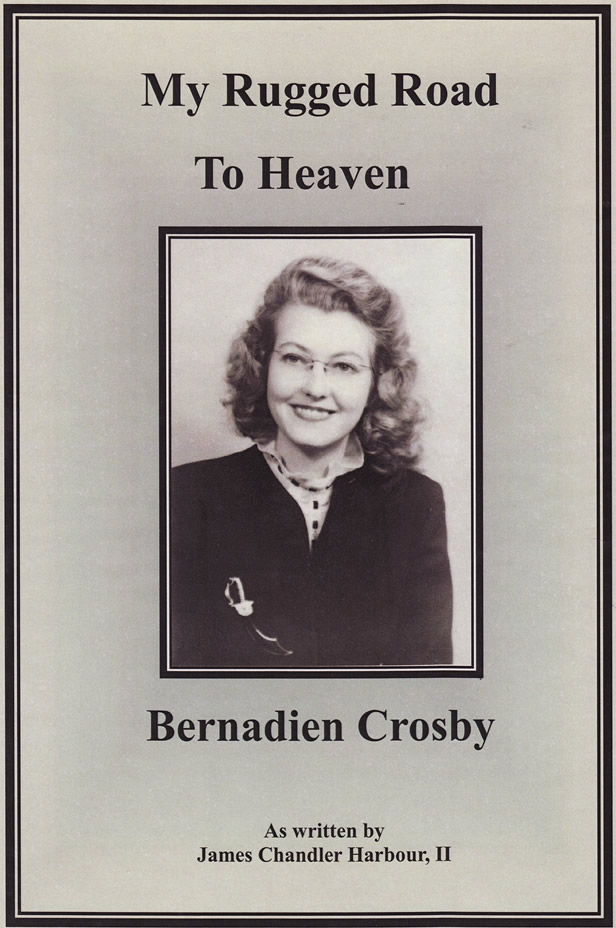 My Rugged Road
To Heaven
Bernadien Crosby
As written by
James Chandler Harbour, II